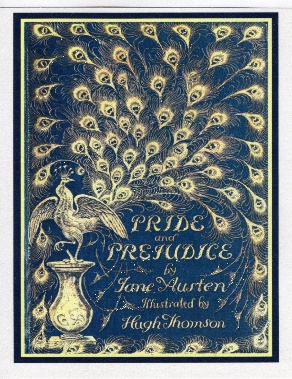 PRIDE
and
PREJUDICE
by
Jane Austen
Illustrated by
Hugh Thomson